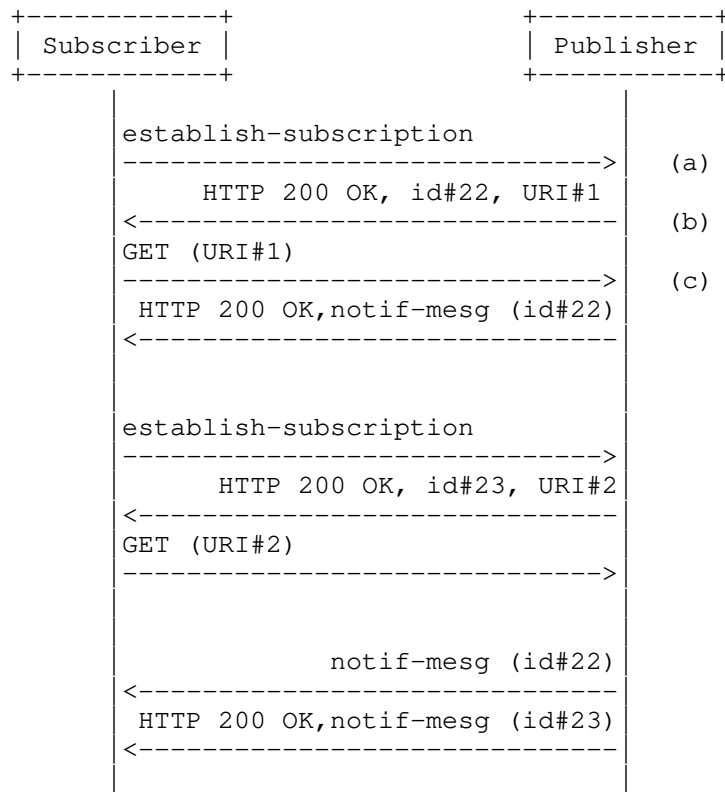 Subscriber Publisher
establish-subscription
(a)
HTTP 200 OK, id#22, URI#1
(b)
GET (URI#1)
(c)
HTTP 200 OK,notif-mesg (id#22)
establish-subscription
HTTP 200 OK, id#23, URI#2
GET (URI#2)
notif-mesg (id#22)
HTTP 200 OK,notif-mesg (id#23)